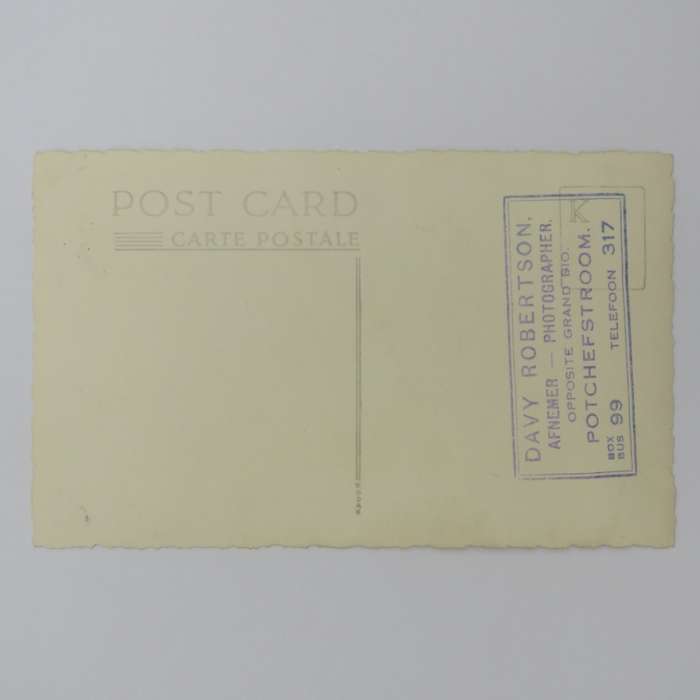 POST CARD
CARTE POSTALE
K
DAVY ROBERTSON,
AFNEMER — PHOTOGRAPHER,
OPPOSITE GRAND BIO.
POTCHEFSTROOM.
BOX
BUS 99 TELEFOON 317